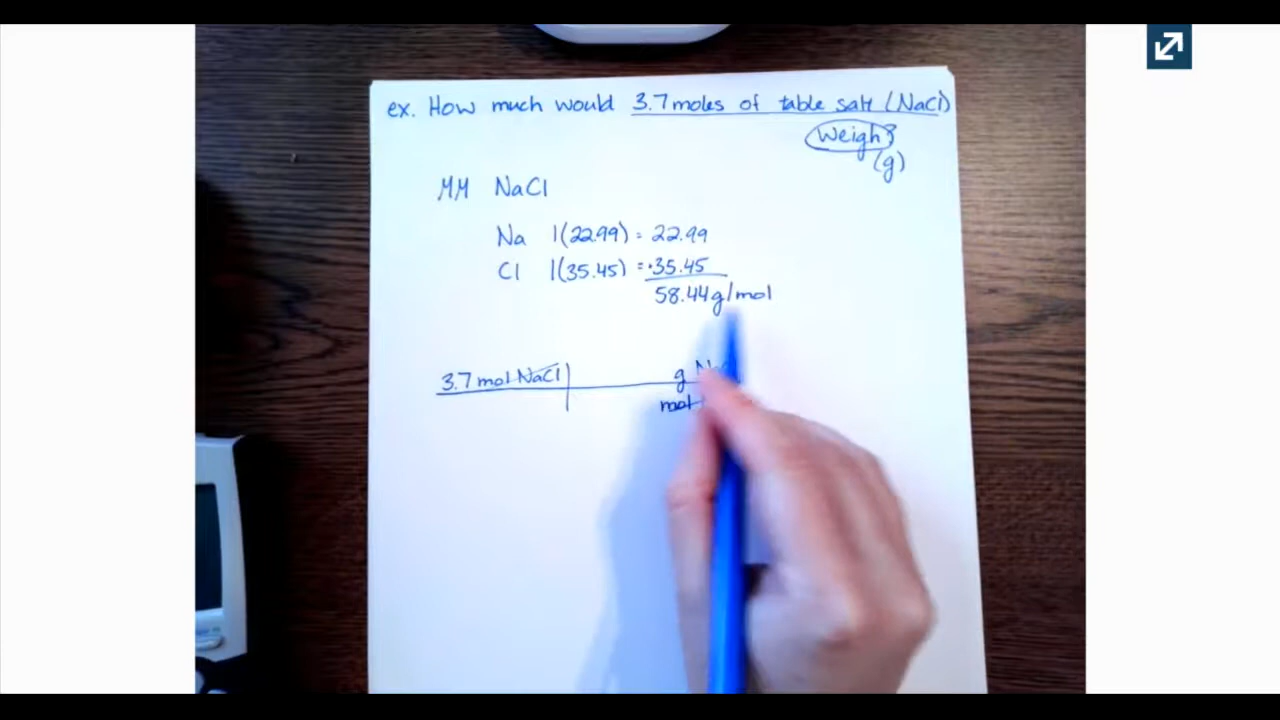 ex. How much would 3.7 moles of table salt (NaCl)
weigh?
(g)
MM NaCl
Na 1(22.99) = 22.99
Cl 1(35.45) = 35.45
58.44g/mol
3.7 mol NaCl g
mol